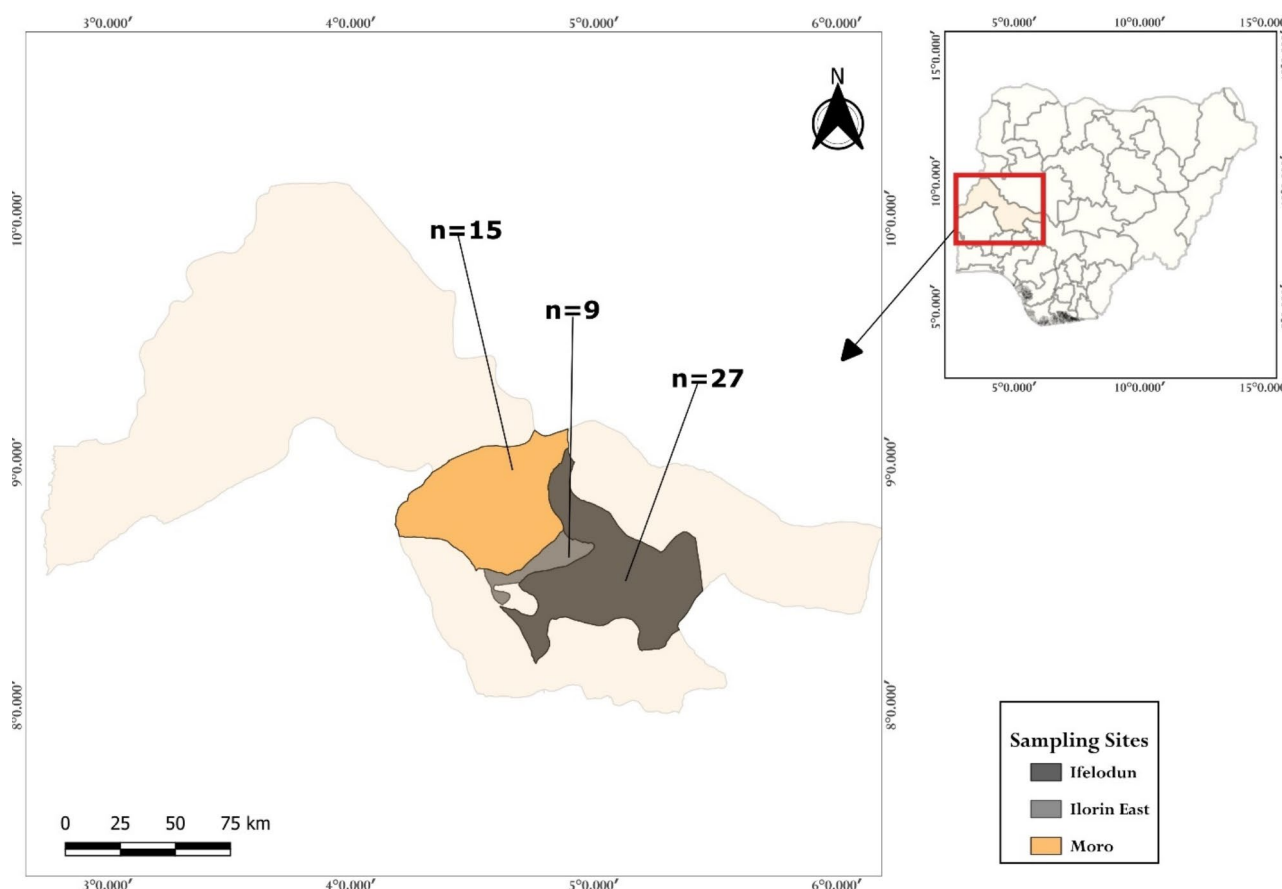 3°0.000′ 4°0.000′ 5°0.000′ 6°0.000′
10°0.000′ 9°0.000′ 8°0.000′
N
n=15
n=9
n=27
0 25 50 75 km
10°0.000′ 9°0.000′ 8°0.000′
3°0.000′ 4°0.000′ 5°0.000′ 6°0.000′
5°0.000′ 10°0.000′ 15°0.000′
15°0.000′ 10°0.000′ 5°0.000′
5°0.000′ 10°0.000′ 15°0.000′
Sampling Sites
Ifelodun
Ilorin East
Moro